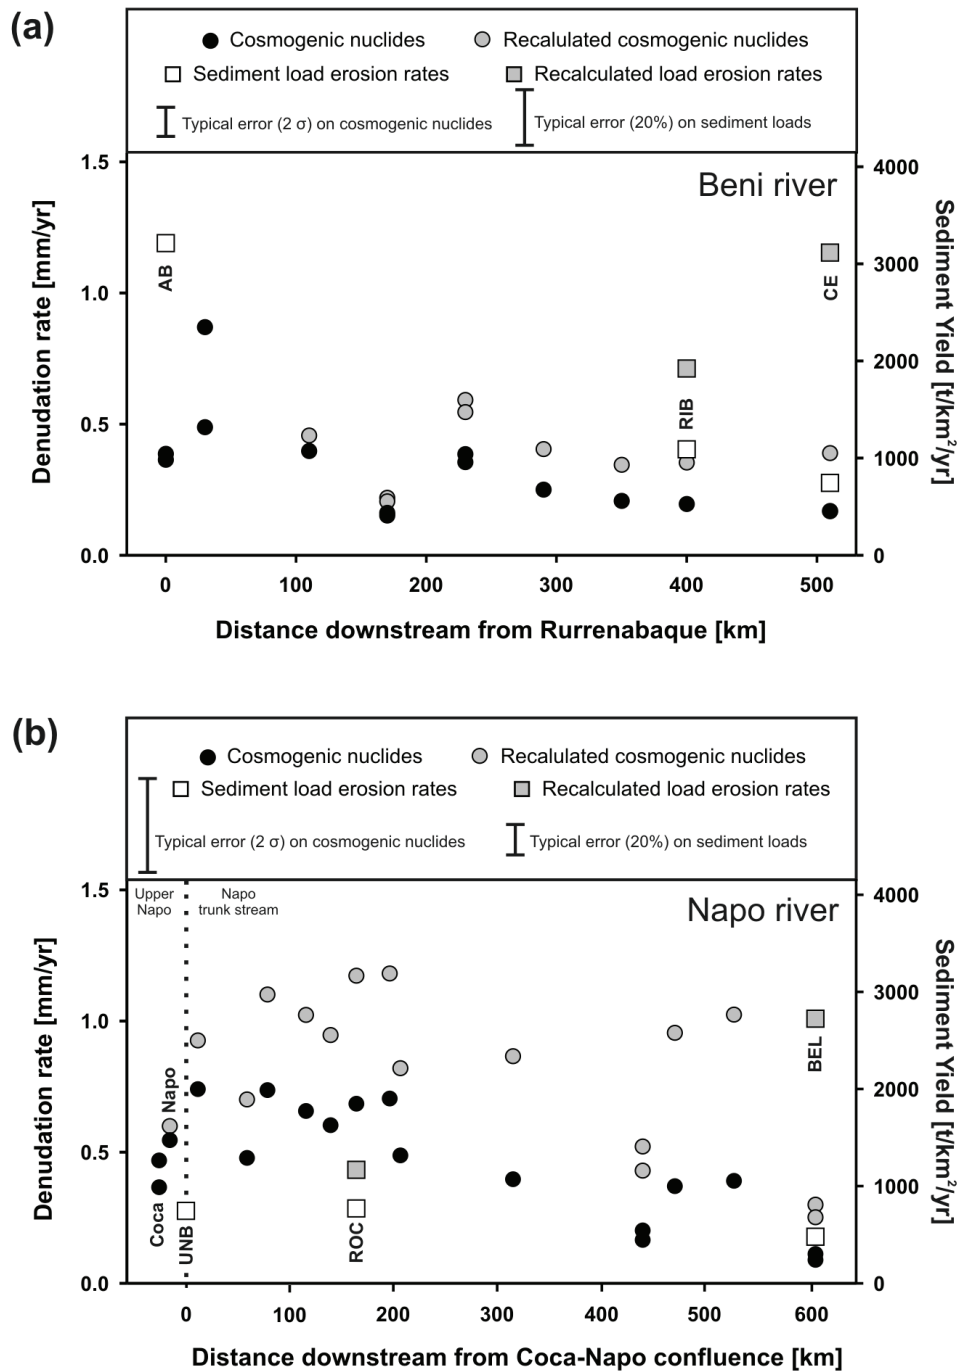 (a)
Cosmogenic nuclides
Recalulated cosmogenic nuclides
Sediment load erosion rates
Recalculated load erosion rates
Typical error (2 σ) on cosmogenic nuclides
Typical error (20%) on sediment loads
Beni river
1.5
1.0
0.5
0.0
Denudation rate [mm/yr]
4000
3000
2000
1000
0
Sediment Yield [t/km²/yr]
AB
RIB
CE
0 100 200 300 400 500
Distance downstream from Rurrenabaque [km]
(b)
Cosmogenic nuclides
Recalulated cosmogenic nuclides
Sediment load erosion rates
Recalculated load erosion rates
Typical error (2 σ) on cosmogenic nuclides
Typical error (20%) on sediment loads
Upper
Napo
Napo
trunk stream
Napo river
1.5
1.0
0.5
0.0
Denudation rate [mm/yr]
4000
3000
2000
1000
0
Sediment Yield [t/km²/yr]
Coca
Napo
UNB
ROC
BEL
0 100 200 300 400 500 600
Distance downstream from Coca-Napo confluence [km]